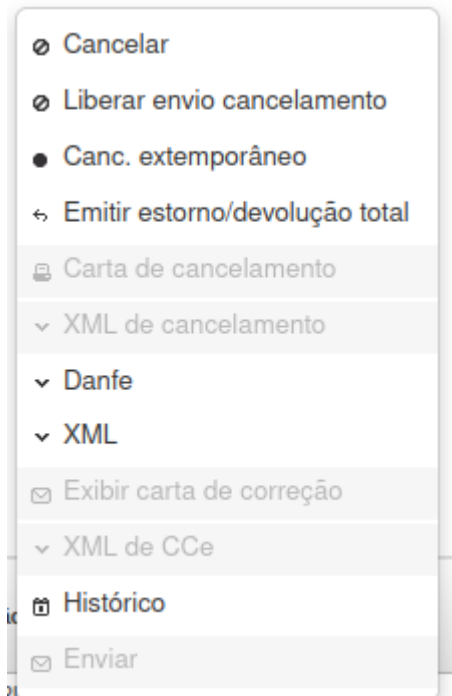 Cancelar
Liberar envio cancelamento
Canc. extemporâneo
Emitir estorno/devolução total
Carta de cancelamento
XML de cancelamento
Danfe
XML
Exibir carta de correção
XML de CCe
Histórico
Enviar